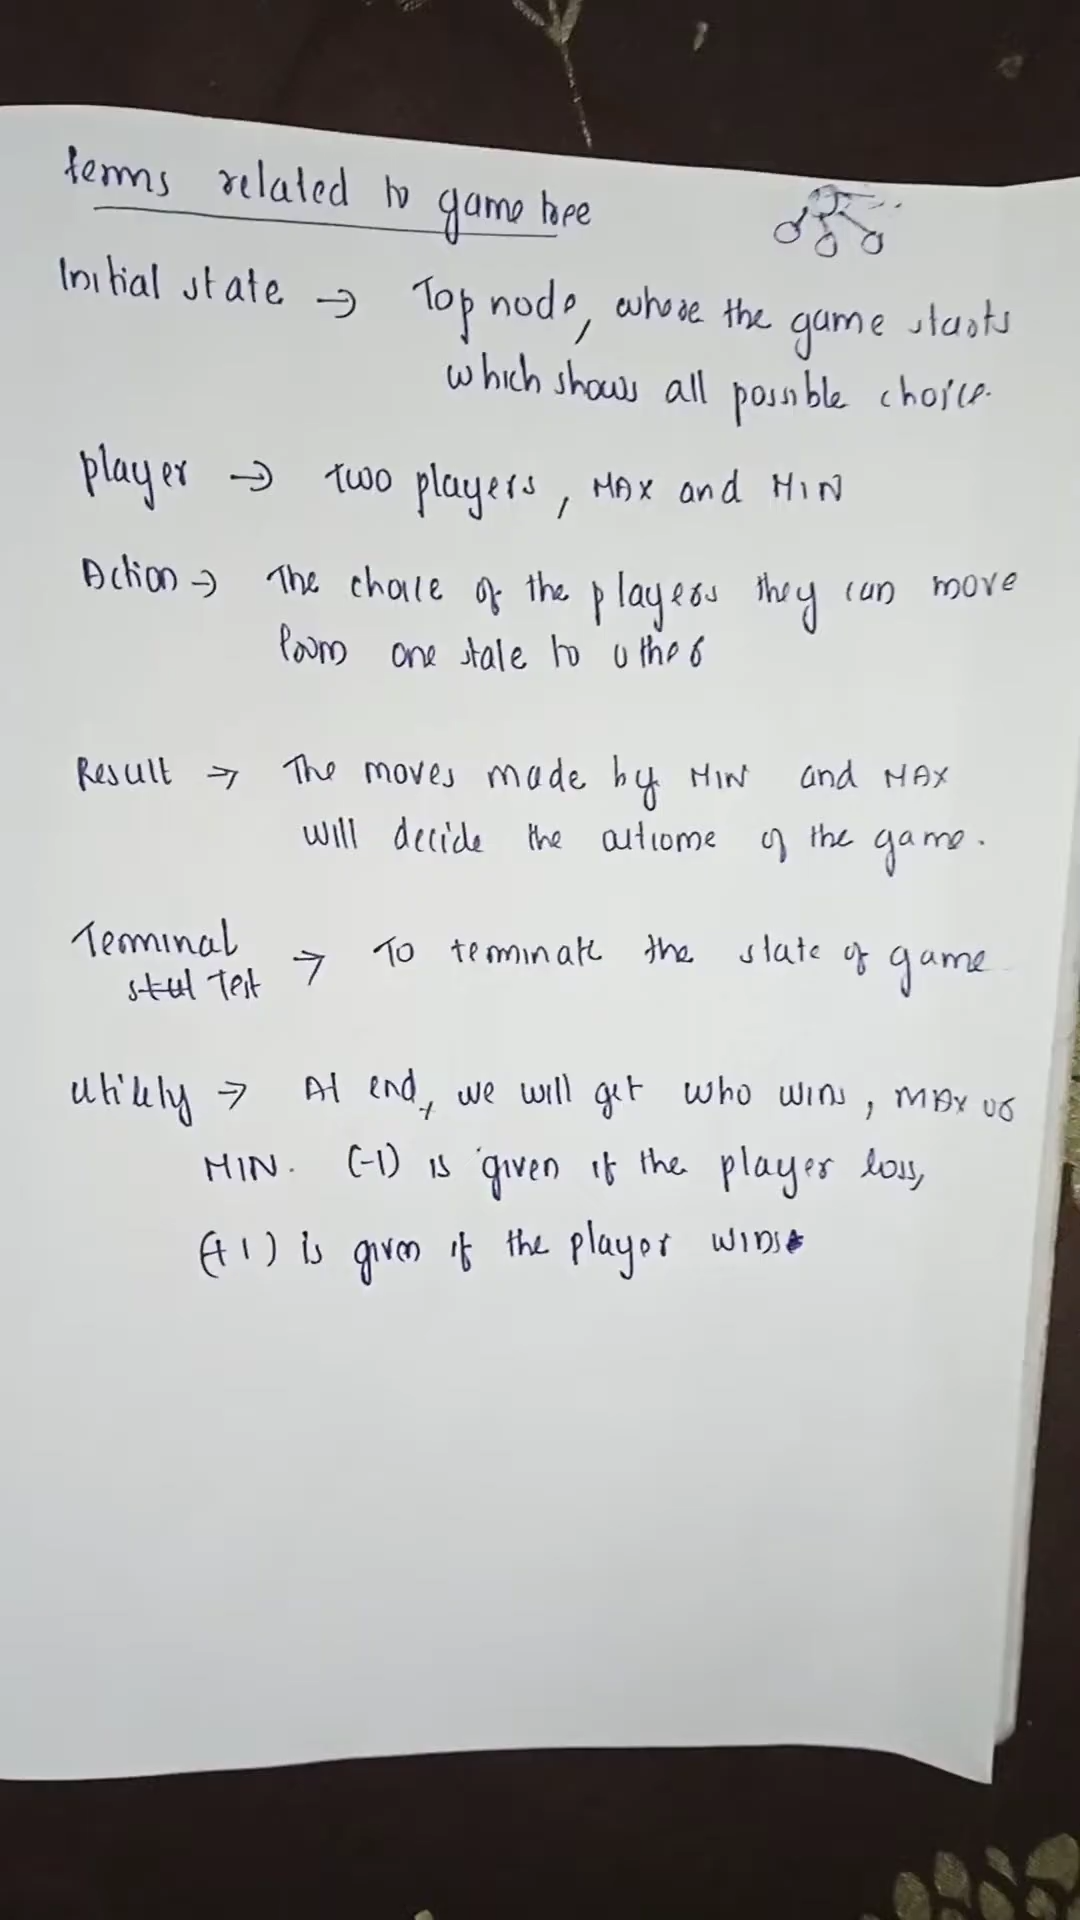 terms related to game tree
Initial state → Top node, where the game starts
which shows all possible choice.
player → two players, MAX and MIN
Action → The choice of the players they can move
from one state to other
Result → The moves made by MIN and MAX
will decide the outcome of the game.
Terminal → To terminate the state of game
Test
Utility → At end, we will get who wins, MAX or
MIN. (-1) is given if the player loss,
(+1) is given if the player wins